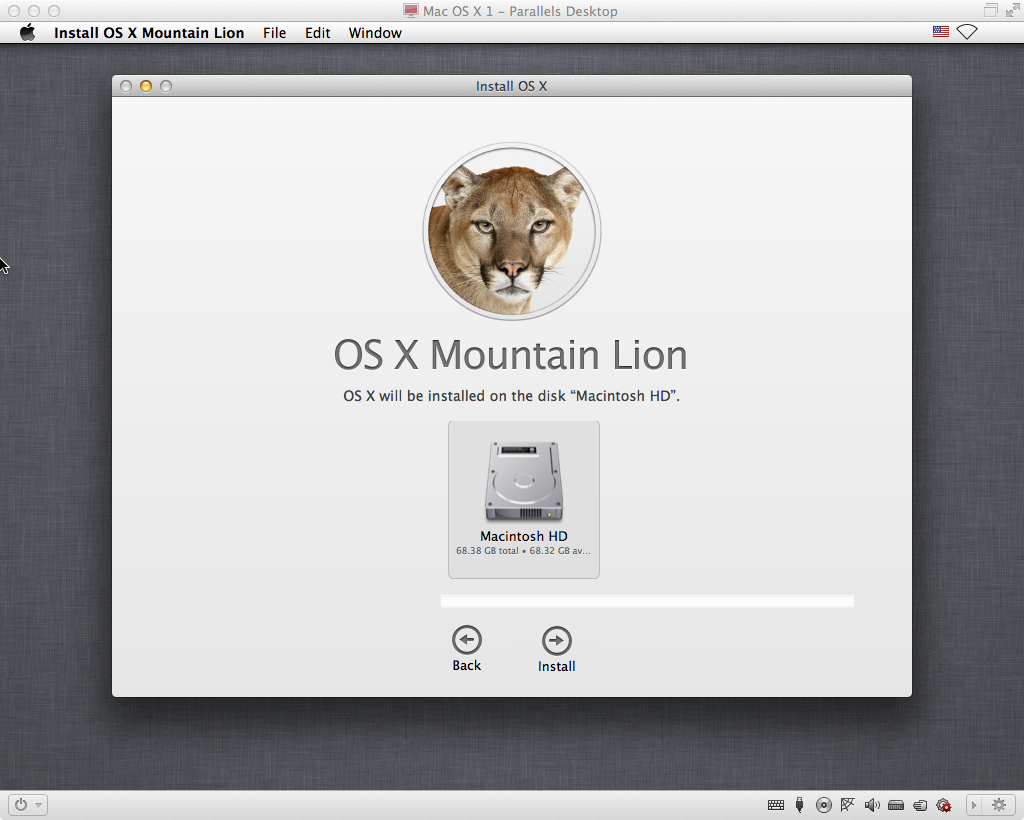 Mac OS X 1 - Parallels Desktop
Install OS X Mountain Lion File Edit Window
Install OS X
OS X Mountain Lion
OS X will be installed on the disk “Macintosh HD”.
Macintosh HD
68.38 GB total • 68.32 GB av...
Back Install